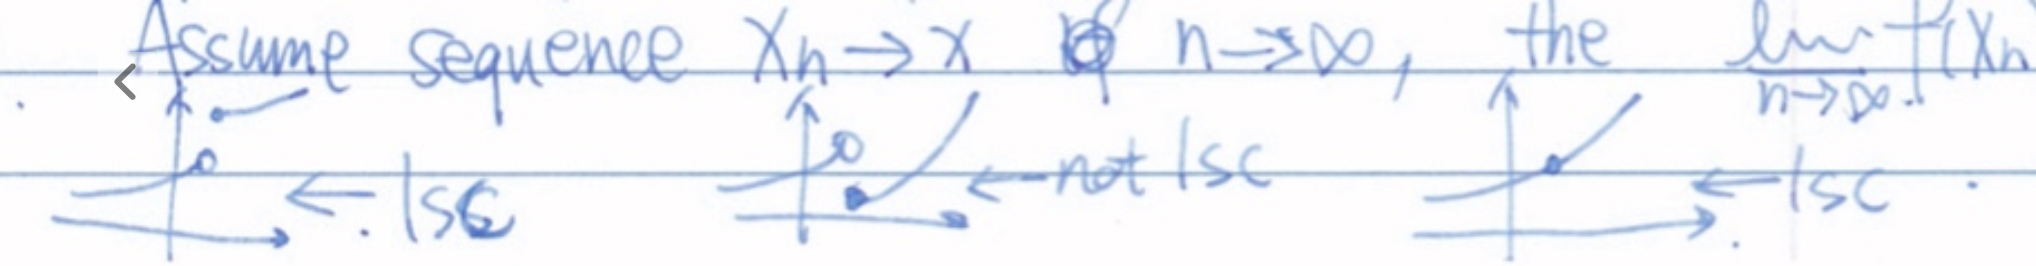 Assume sequence Xn→x n→∞, the lim n→∞ f(Xn
← lsc ← not lsc ← lsc